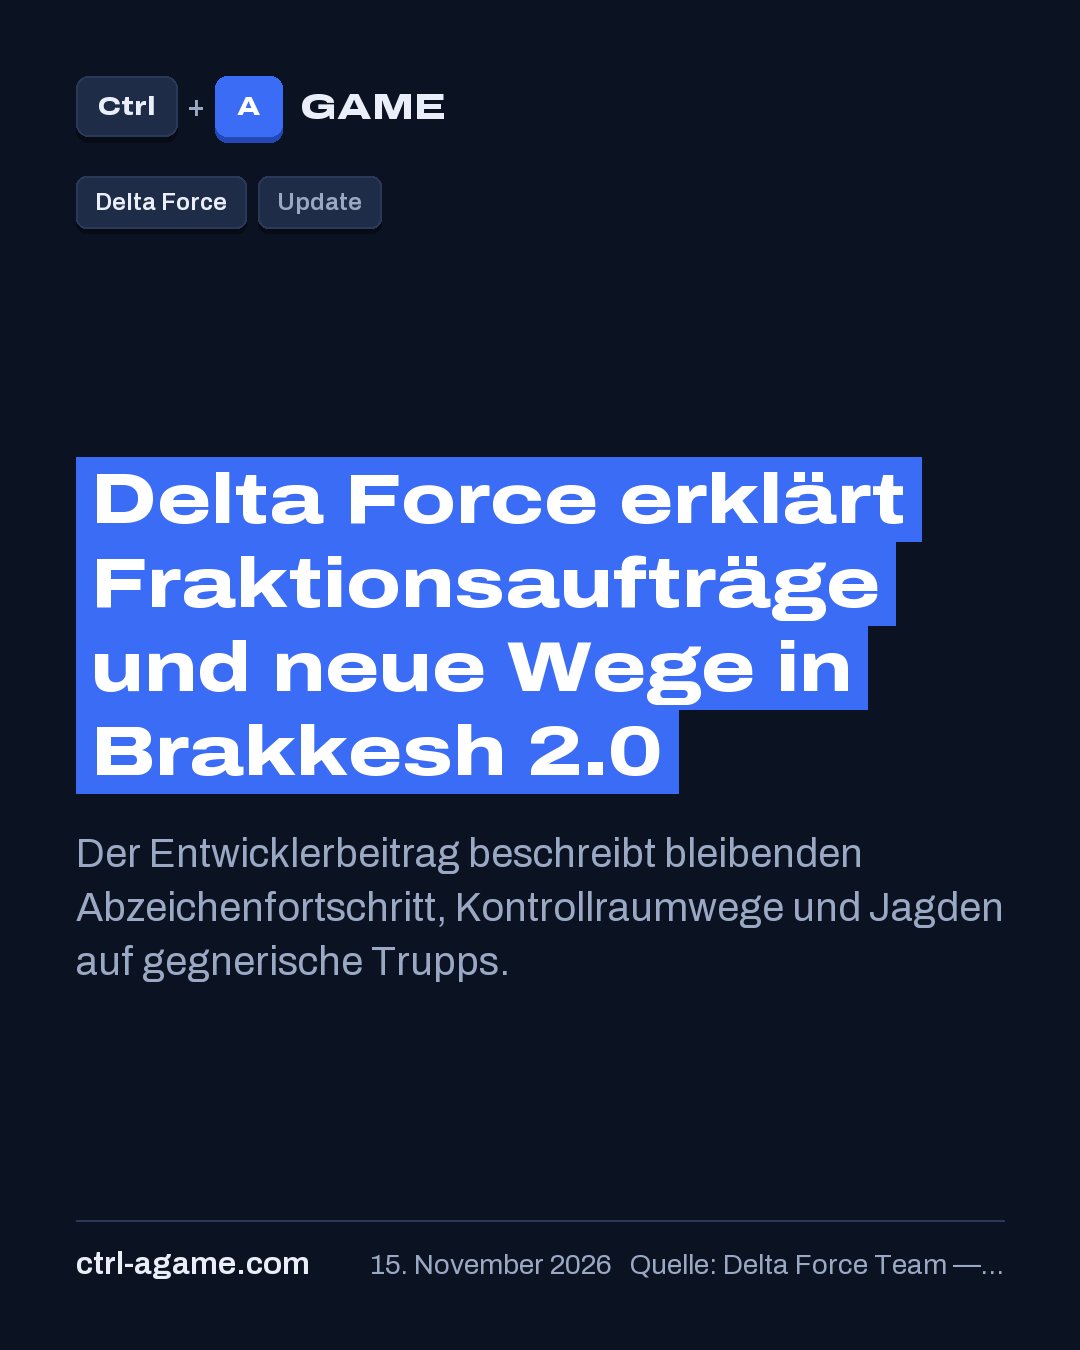 Ctrl + A GAME
Delta Force Update
Delta Force erklärt
Fraktionsaufträge
und neue Wege in
Brakkesh 2.0
Der Entwicklerbeitrag beschreibt bleibenden
Abzeichenfortschritt, Kontrollraumwege und Jagden
auf gegnerische Trupps.
ctrl-agame.com 15. November 2026 Quelle: Delta Force Team —...